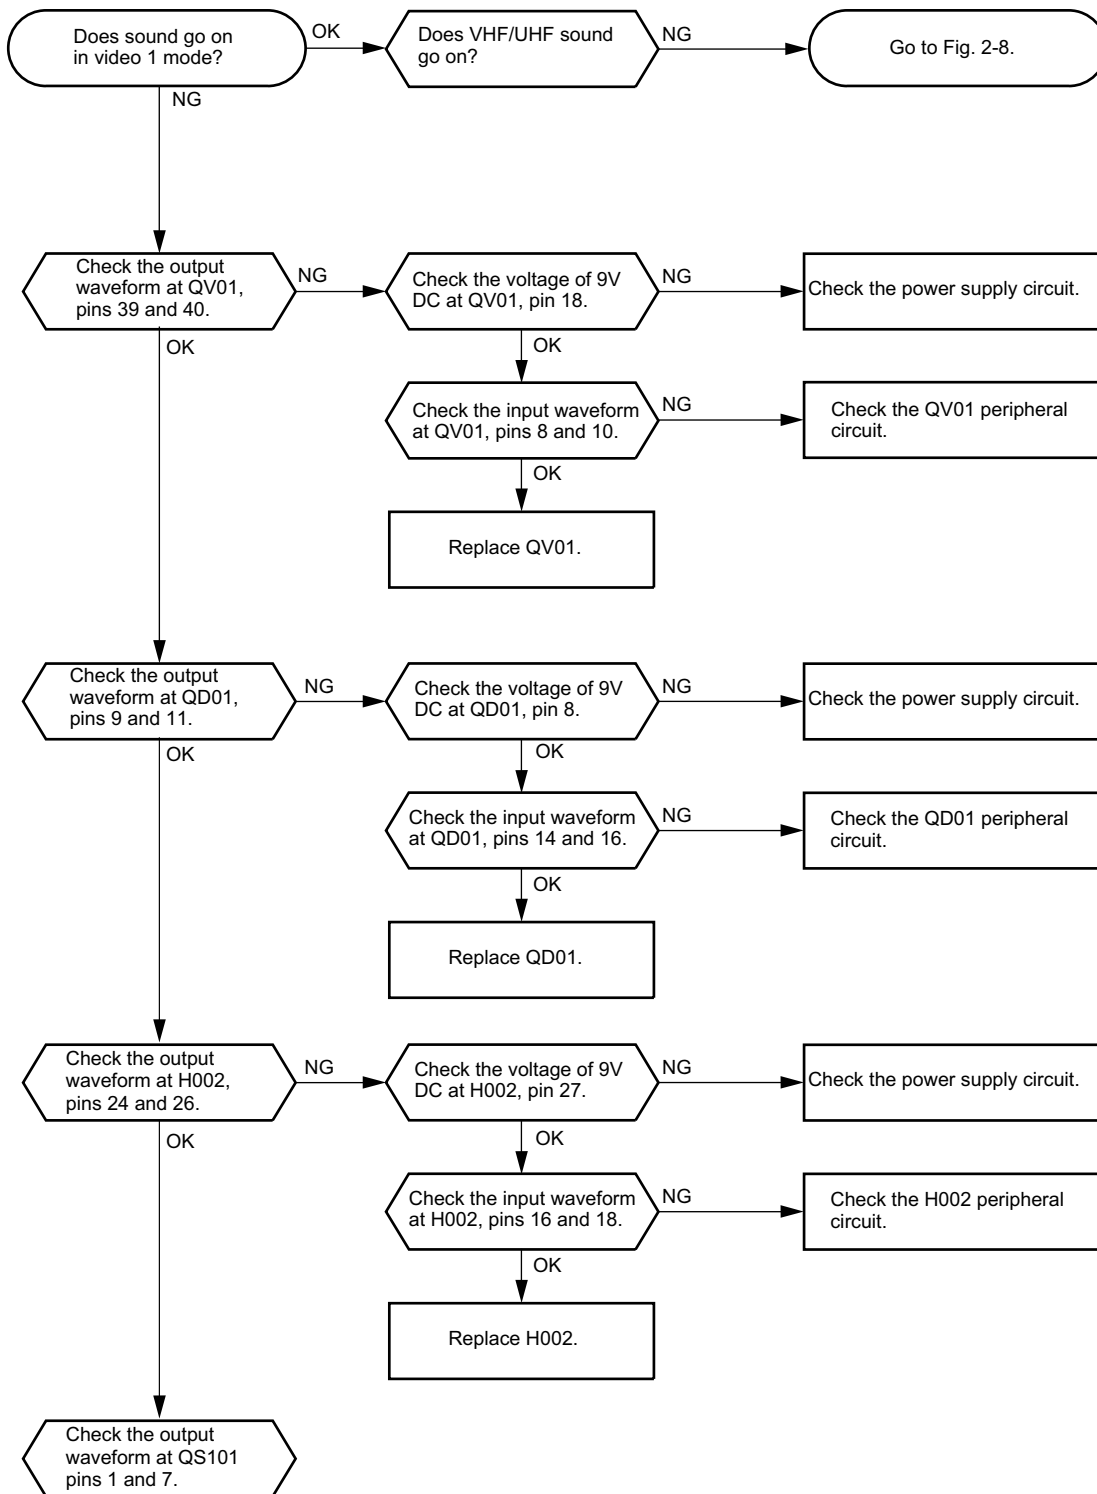 Does sound go on
in video 1 mode?
OK
Does VHF/UHF sound
go on?
NG
Go to Fig. 2-8.
NG
Check the output
waveform at QV01,
pins 39 and 40.
NG
Check the voltage of 9V
DC at QV01, pin 18.
NG
Check the power supply circuit.
OK
OK
Check the input waveform
at QV01, pins 8 and 10.
NG
Check the QV01 peripheral
circuit.
OK
Replace QV01.
Check the output
waveform at QD01,
pins 9 and 11.
NG
Check the voltage of 9V
DC at QD01, pin 8.
NG
Check the power supply circuit.
OK
OK
Check the input waveform
at QD01, pins 14 and 16.
NG
Check the QD01 peripheral
circuit.
OK
Replace QD01.
Check the output
waveform at H002,
pins 24 and 26.
NG
Check the voltage of 9V
DC at H002, pin 27.
NG
Check the power supply circuit.
OK
OK
Check the input waveform
at H002, pins 16 and 18.
NG
Check the H002 peripheral
circuit.
OK
Replace H002.
Check the output
waveform at QS101
pins 1 and 7.